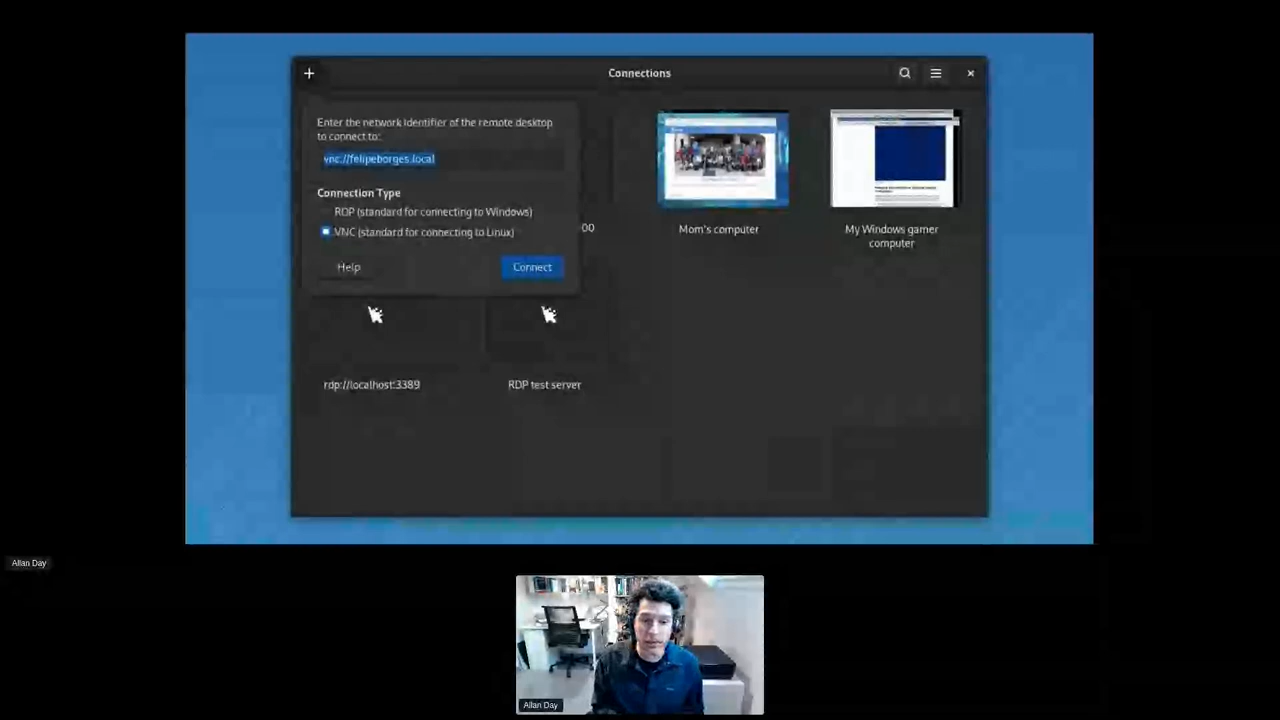 Connections
Enter the network identifier of the remote desktop
to connect to:
vnc://felipeborges.local
Connection Type
RDP (standard for connecting to Windows)
VNC (standard for connecting to Linux)
Help
Connect
00
Mom's computer
My Windows gamer
computer
rdp://localhost:3389
RDP test server
Allan Day
Allan Day